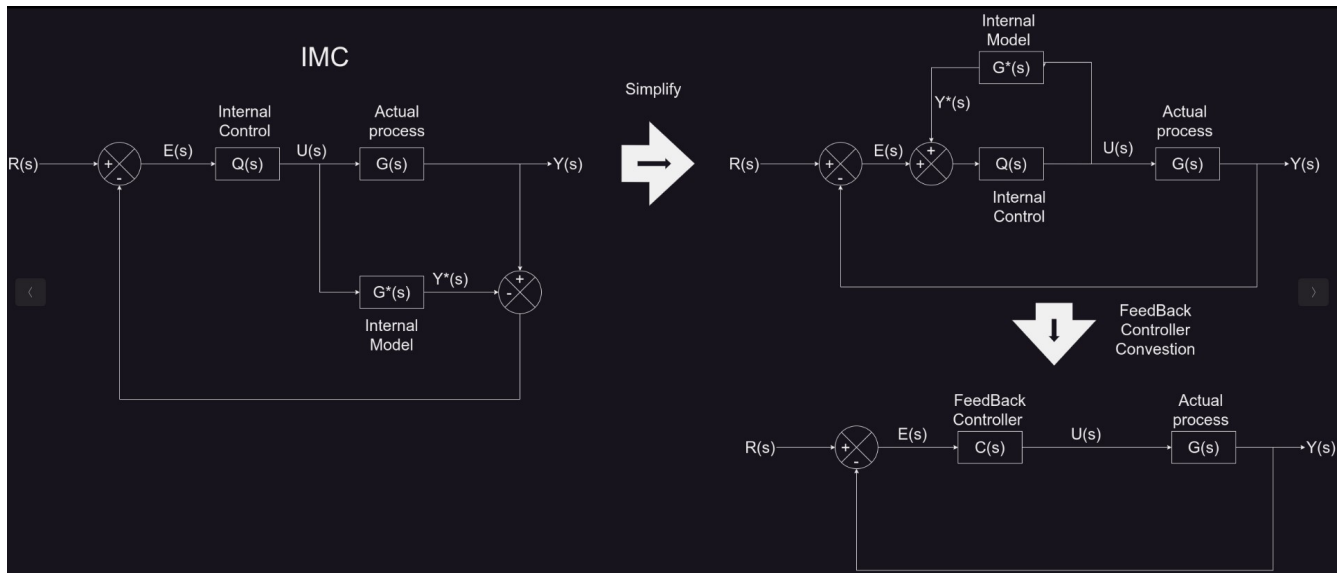 IMC
Internal
Control
Actual
process
R(s)
+
-
E(s)
Q(s)
U(s)
G(s)
Y(s)
G*(s)
Y*(s)
+
-
Internal
Model
Simplify
Internal
Model
G*(s)
Y*(s)
Actual
process
R(s)
+
-
E(s)
+
+
Q(s)
U(s)
G(s)
Y(s)
Internal
Control
FeedBack
Controller
Convestion
FeedBack
Controller
Actual
process
R(s)
+
-
E(s)
C(s)
U(s)
G(s)
Y(s)